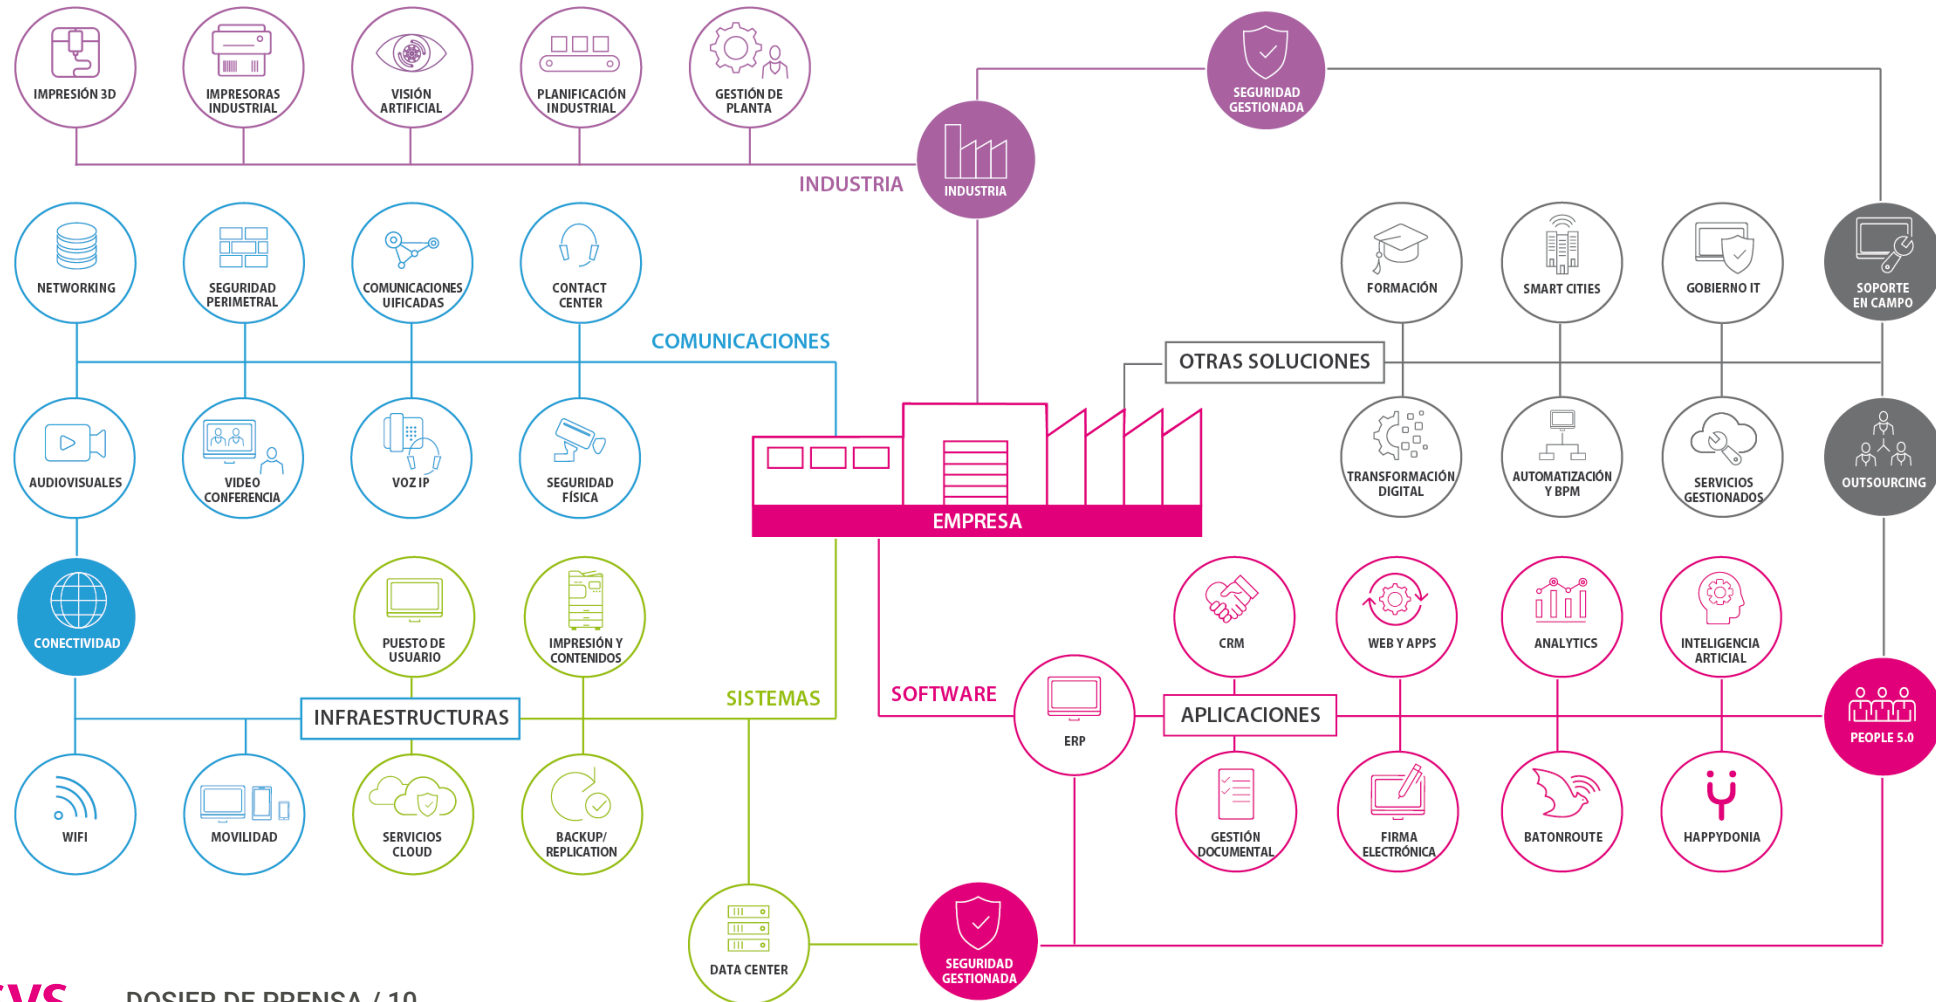 IMPRESIÓN 3D
IMPRESORAS
INDUSTRIAL
VISIÓN
ARTIFICIAL
PLANIFICACIÓN
INDUSTRIAL
GESTIÓN DE
PLANTA
SEGURIDAD
GESTIONADA
INDUSTRIA
INDUSTRIA
NETWORKING
SEGURIDAD
PERIMETRAL
COMUNICACIONES
UIFICADAS
CONTACT
CENTER
FORMACIÓN
SMART CITIES
GOBIERNO IT
SOPORTE
EN CAMPO
COMUNICACIONES
OTRAS SOLUCIONES
AUDIOVISUALES
VIDEO
CONFERENCIA
VOZ IP
SEGURIDAD
FÍSICA
TRANSFORMACIÓN
DIGITAL
AUTOMATIZACIÓN
Y BPM
SERVICIOS
GESTIONADOS
OUTSOURCING
EMPRESA
CONECTIVIDAD
PUESTO DE
USUARIO
IMPRESIÓN Y
CONTENIDOS
CRM
WEB Y APPS
ANALYTICS
INTELIGENCIA
ARTICIAL
SISTEMAS
SOFTWARE
INFRAESTRUCTURAS
ERP
APLICACIONES
PEOPLE 5.0
WIFI
MOVILIDAD
SERVICIOS
CLOUD
BACKUP/
REPLICATION
GESTIÓN
DOCUMENTAL
FIRMA
ELECTRÓNICA
BATONROUTE
HAPPYDONIA
DATA CENTER
SEGURIDAD
GESTIONADA
DOSIER DE PRENSA / 10